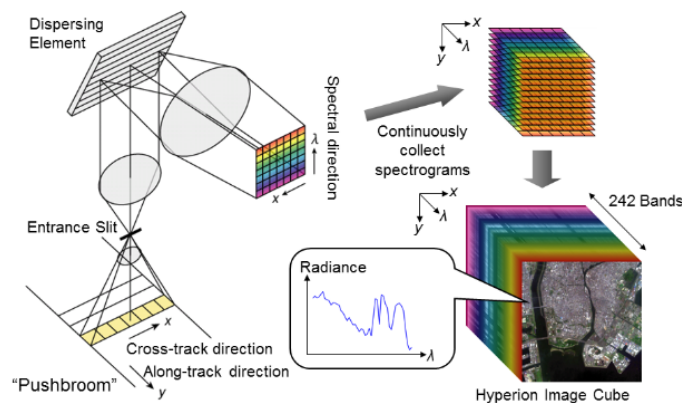 Dispersing
Element
Spectral direction
λ
x
Entrance Slit
x
Cross-track direction
Along-track direction
y
"Pushbroom"
x
λ
y
Continuously
collect
spectrograms
x
λ
y
242 Bands
Radiance
λ
Hyperion Image Cube